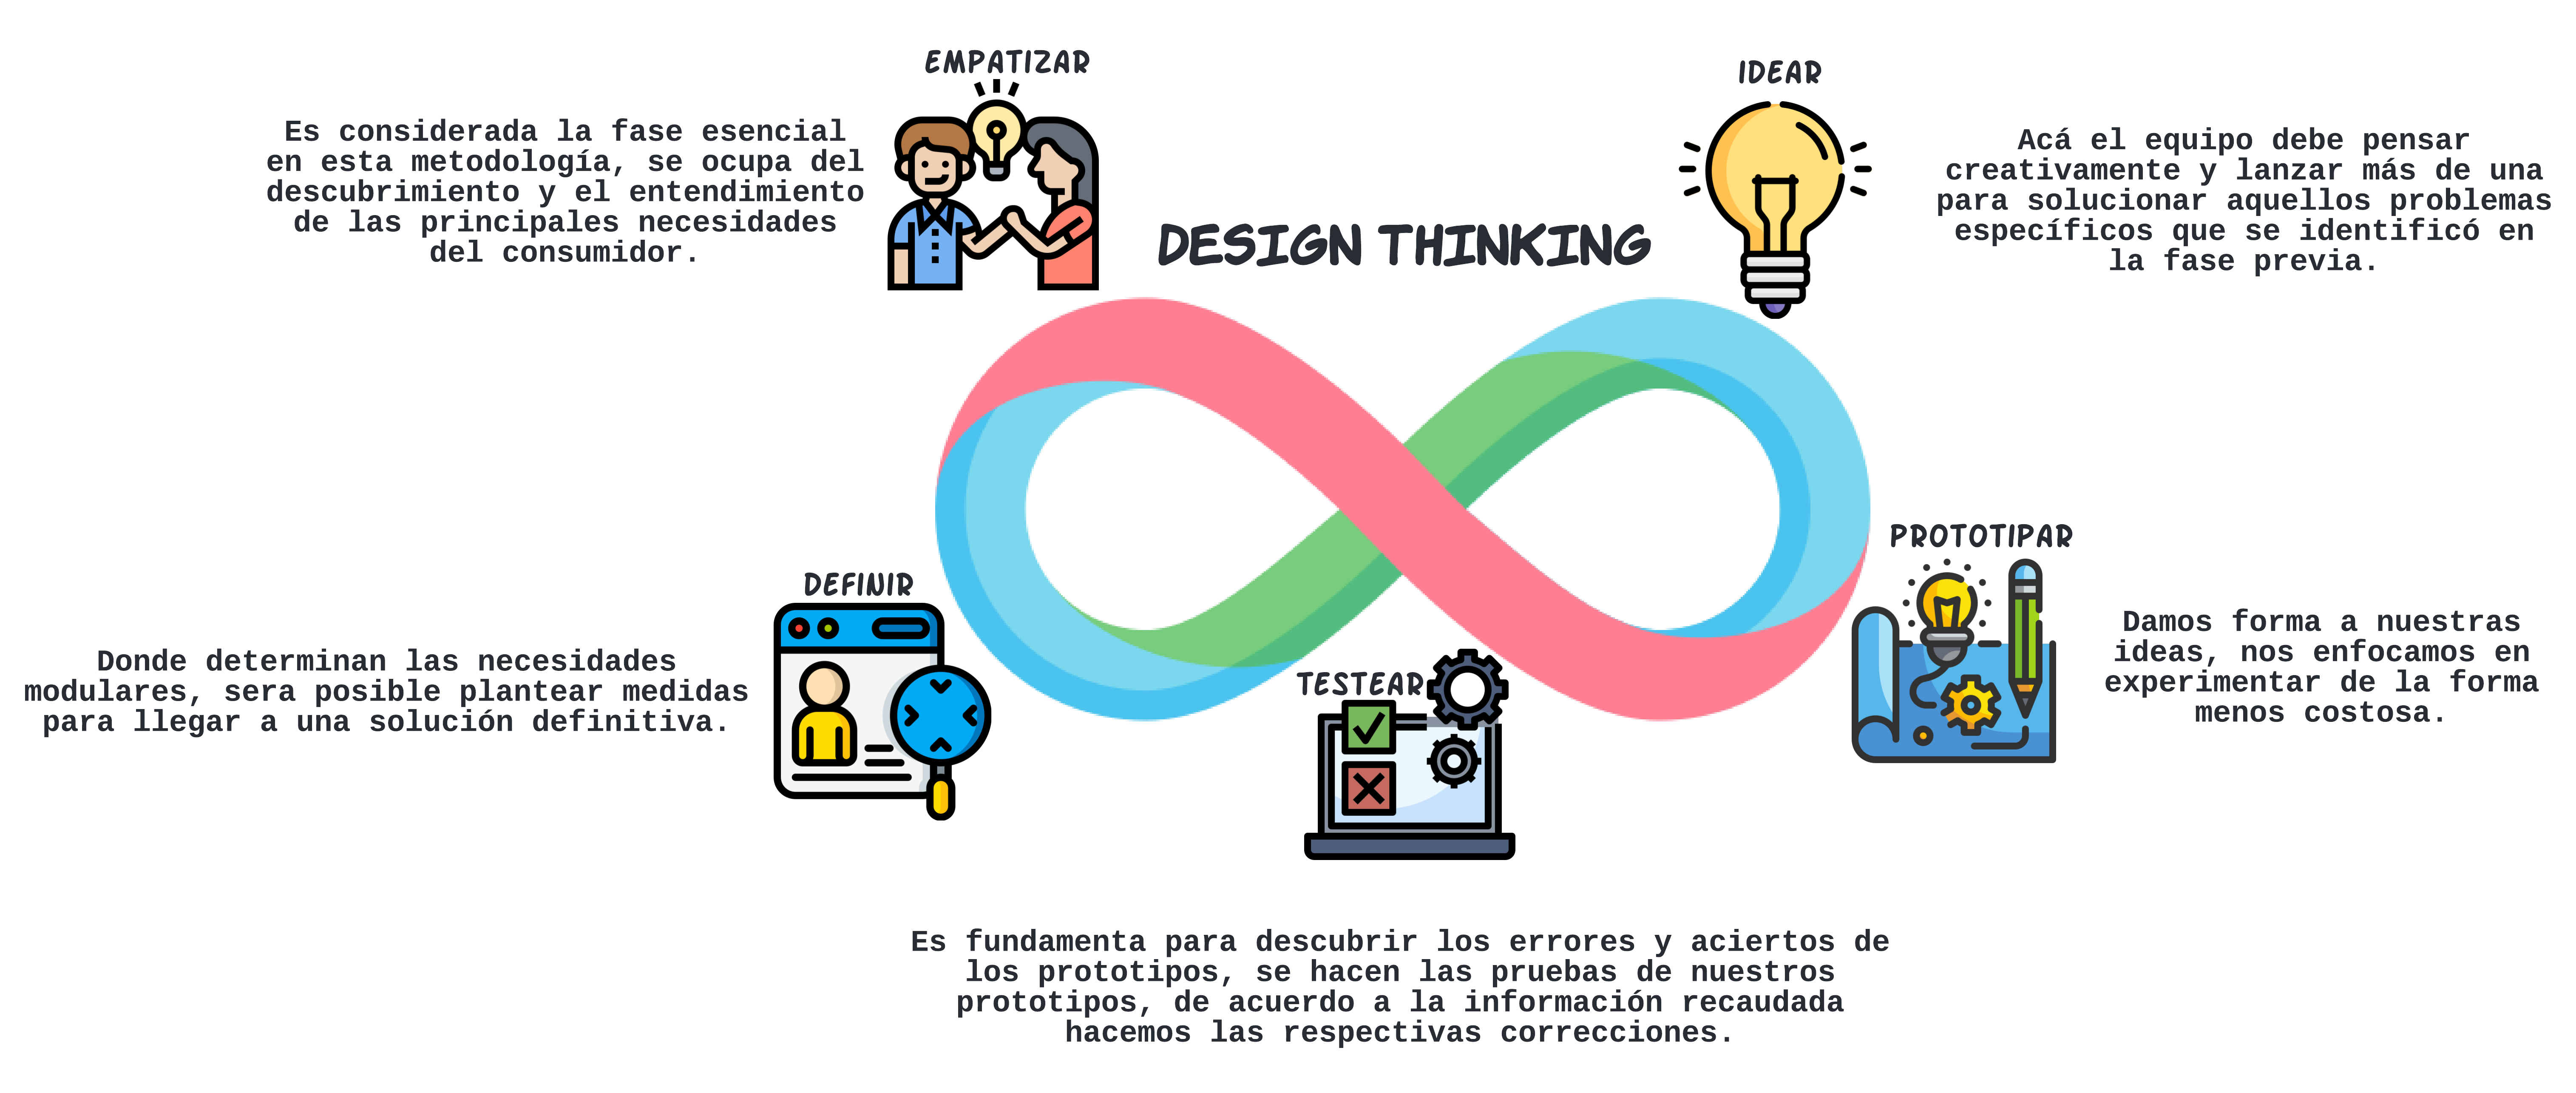 EMPATIZAR
Es considerada la fase esencial
en esta metodología, se ocupa del
descubrimiento y el entendimiento
de las principales necesidades
del consumidor.
IDEAR
Acá el equipo debe pensar
creativamente y lanzar más de una
para solucionar aquellos problemas
específicos que se identificó en
la fase previa.
DESIGN THINKING
DEFINIR
Donde determinan las necesidades
modulares, sera posible plantear medidas
para llegar a una solución definitiva.
PROTOTIPAR
Damos forma a nuestras
ideas, nos enfocamos en
experimentar de la forma
menos costosa.
TESTEAR
Es fundamenta para descubrir los errores y aciertos de
los prototipos, se hacen las pruebas de nuestros
prototipos, de acuerdo a la información recaudada
hacemos las respectivas correcciones.